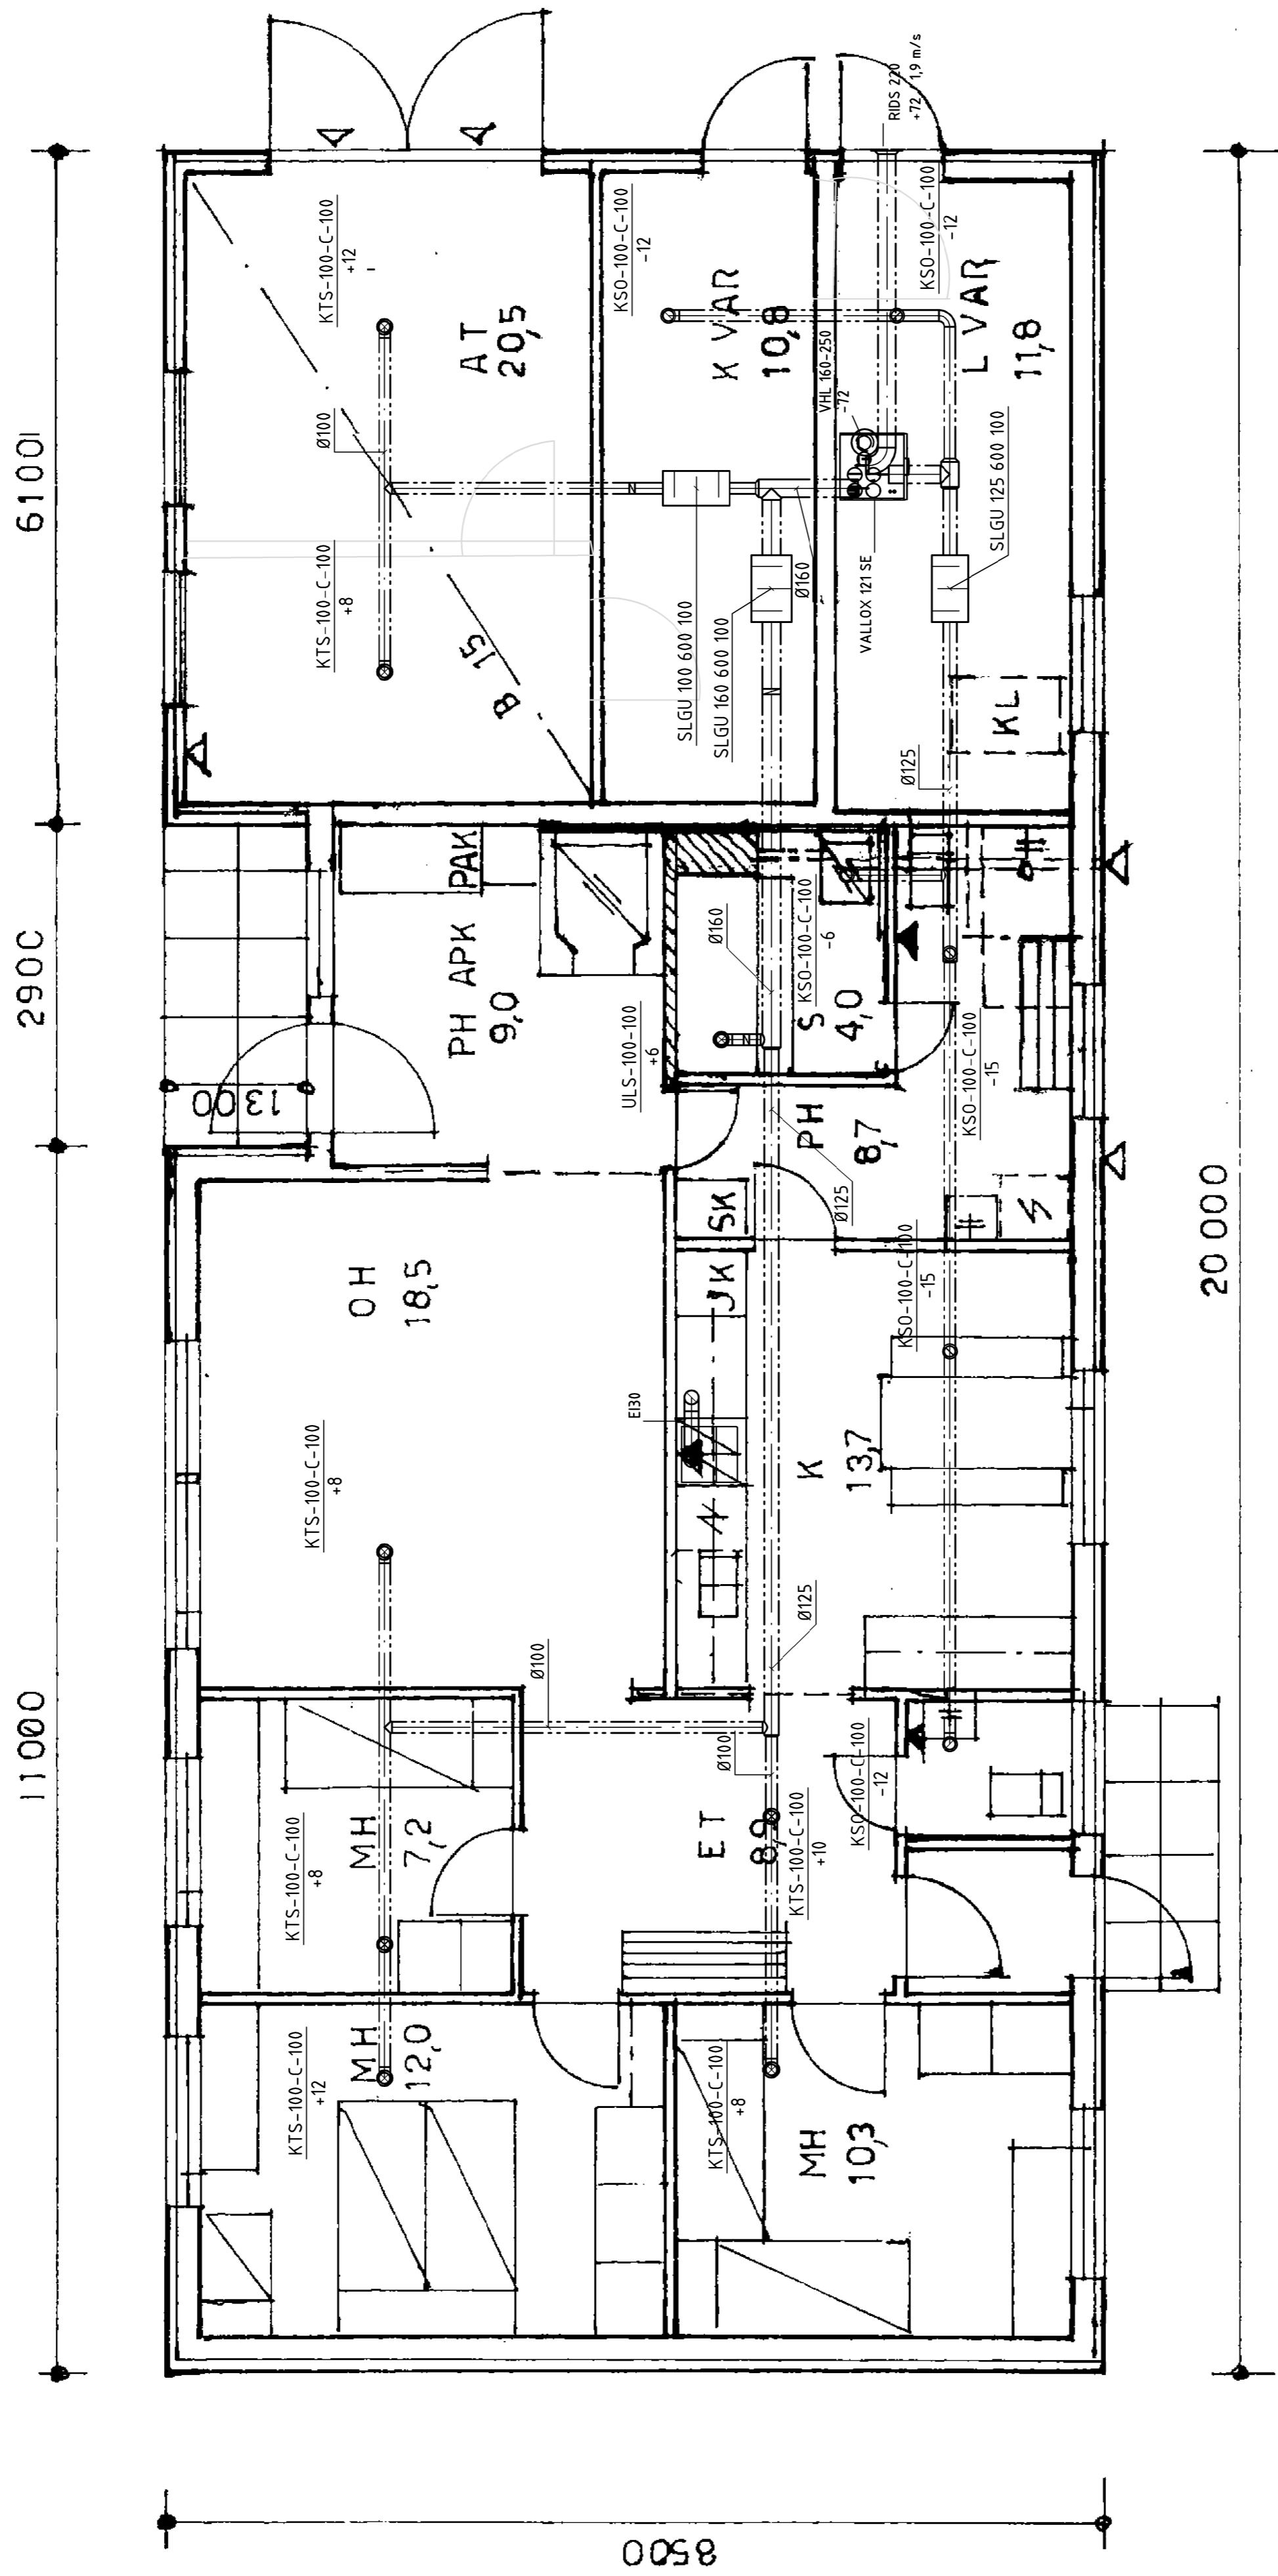 11000
2900
6100
20 000
8500
1300
MH
12,0
KTS-100-C-100
+12
MH
7,2
KTS-100-C-100
+8
MH
10,3
KTS-100-C-100
+8
ET
8,9
KTS-100-C-100
+10
Ø100
Ø100
KSO-100-C-100
-12
OH
18,5
KTS-100-C-100
+8
K
13,7
Ø125
EI30
JK
SK
KSO-100-C-100
-15
PH
8,7
Ø125
KSO-100-C-100
-15
PH APK
9,0
PAK
ULS-100-100
+6
S
4,0
Ø160
KSO-100-C-100
-6
AT
20,5
B 15
KTS-100-C-100
+8
KTS-100-C-100
+12
Ø100
K VAR
10,8
KSO-100-C-100
-12
SLGU 100 600 100
SLGU 160 600 100
Ø160
L VAR
11,8
KSO-100-C-100
-12
VHL 160-250
-72
VALLOX 121 SE
SLGU 125 600 100
Ø125
KL
RIDS 220
+72 1,9 m/s